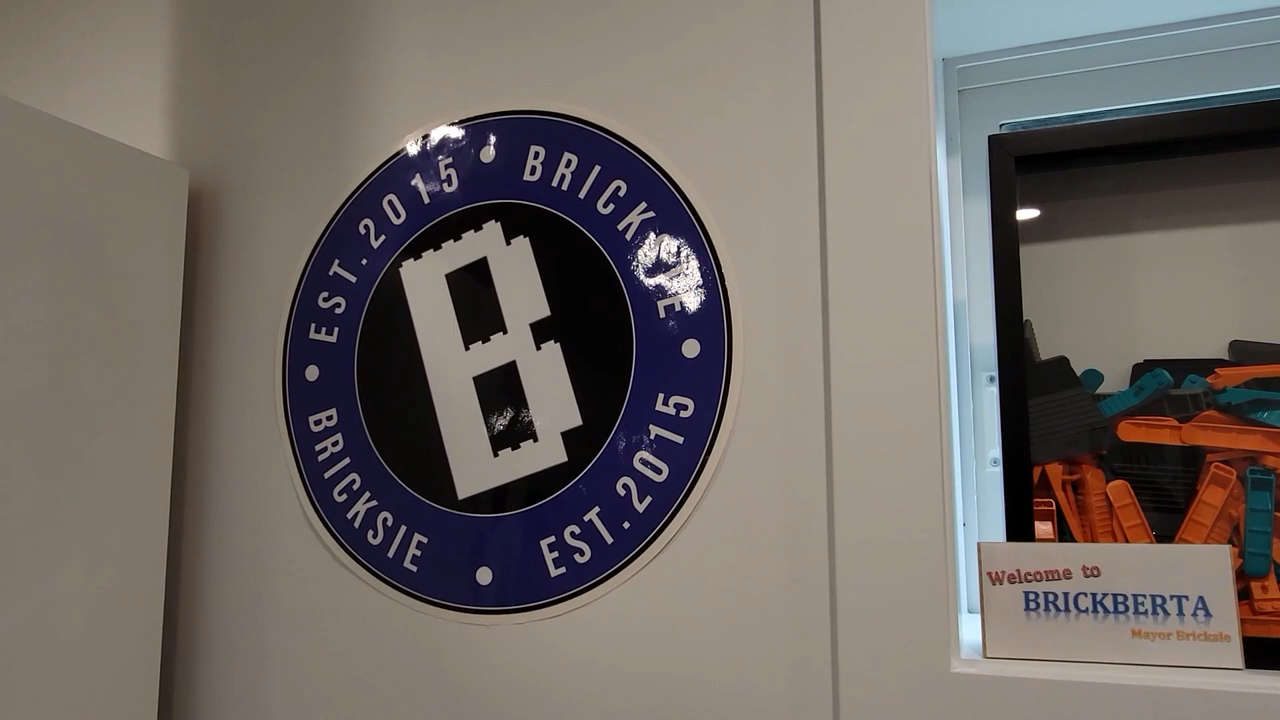 EST. 2015 • BRICKSIE • EST. 2015 • BRICKSIE •
B
Welcome to
BRICKBERTA
Mayor Bricksie